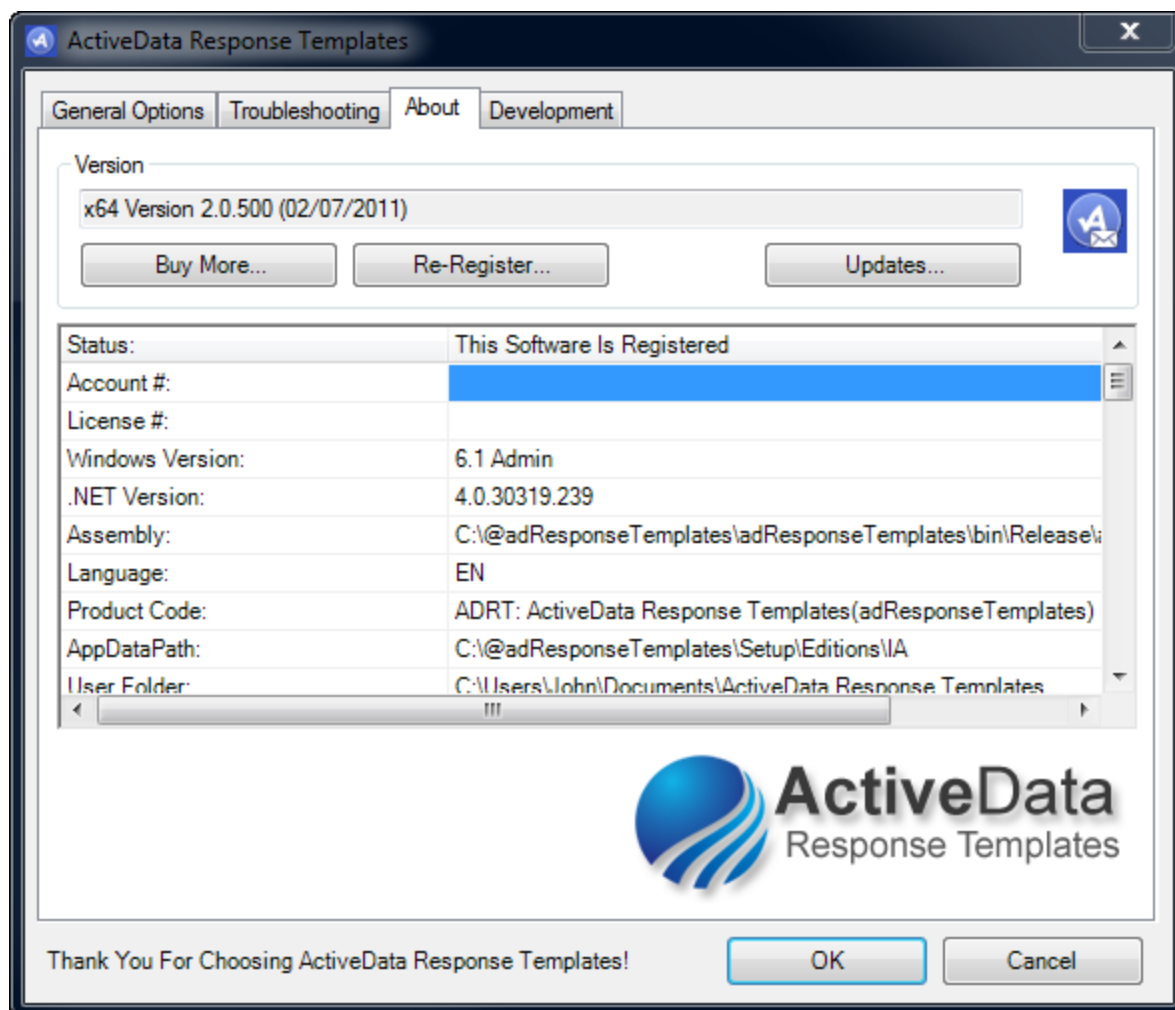 ActiveData Response Templates
General Options Troubleshooting About Development
Version
x64 Version 2.0.500 (02/07/2011)
Buy More... Re-Register... Updates...
Status: This Software Is Registered
Account #:
License #:
Windows Version: 6.1 Admin
.NET Version: 4.0.30319.239
Assembly: C:\@adResponseTemplates\adResponseTemplates\bin\Release\
Language: EN
Product Code: ADRT: ActiveData Response Templates(adResponseTemplates)
AppDataPath: C:\@adResponseTemplates\Setup\Editions\IA
User Folder: C:\Users\John\Documents\ActiveData Response Templates
ActiveData
Response Templates
Thank You For Choosing ActiveData Response Templates! OK Cancel